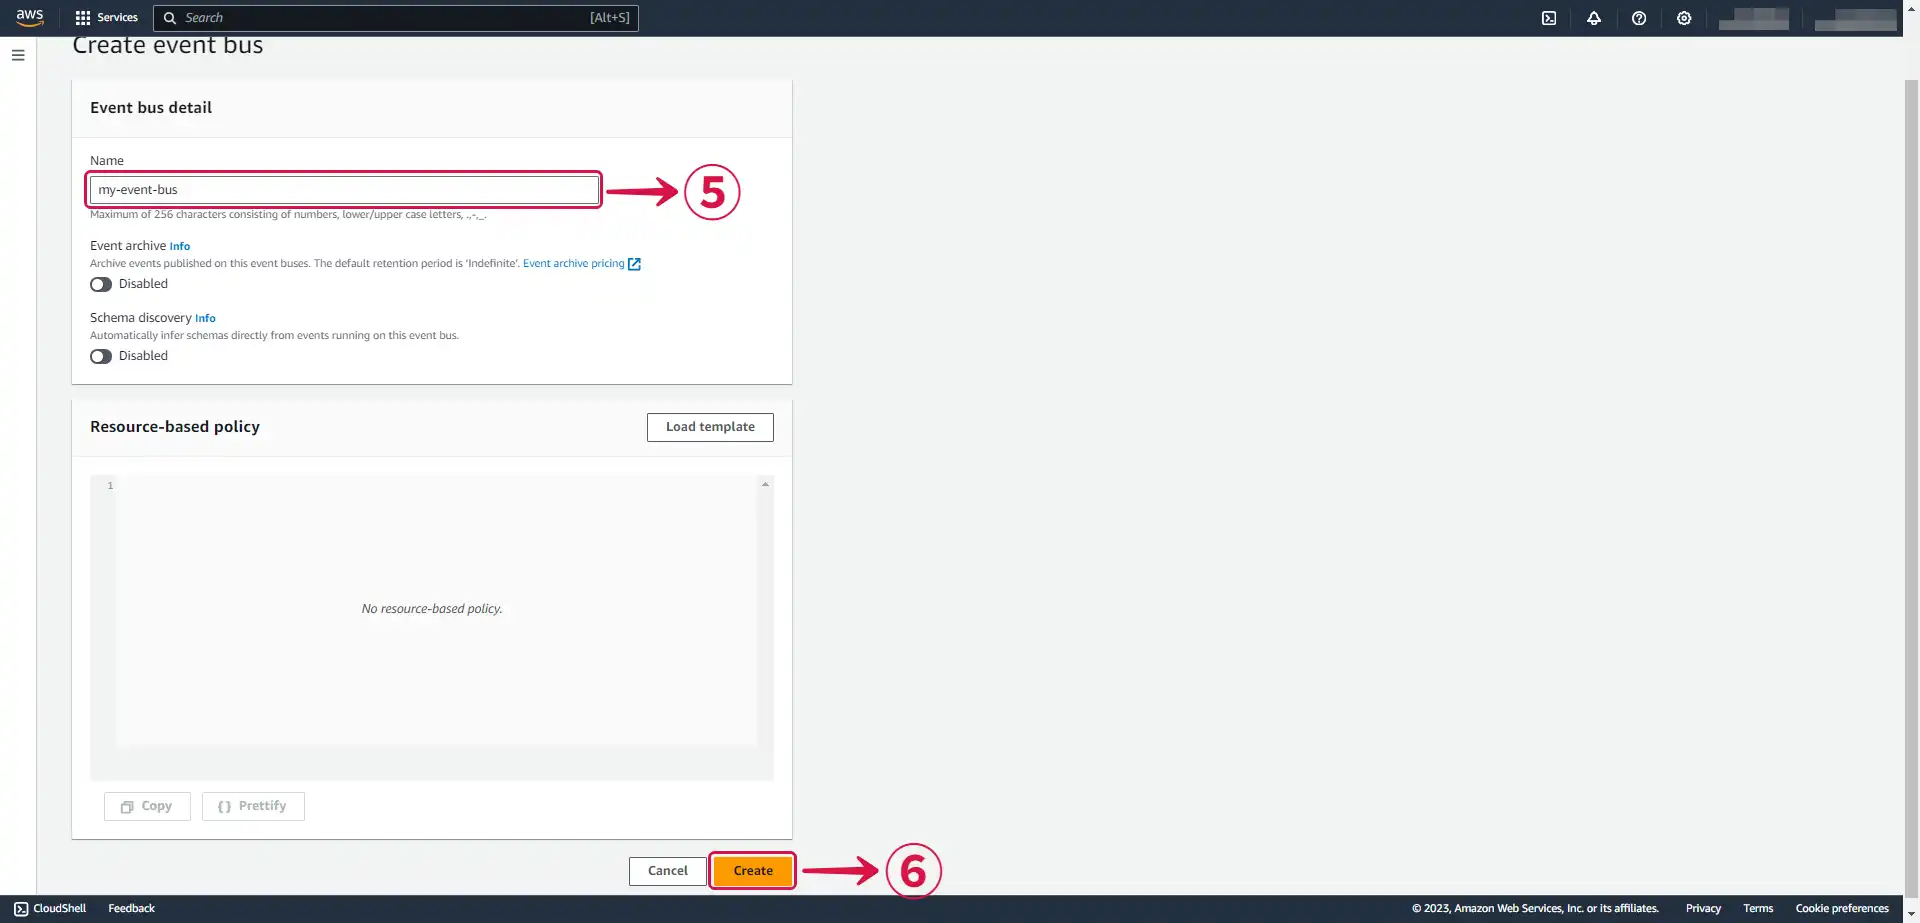 aws
Services
Search
[Alt+S]
Create event bus
Event bus detail
Name
my-event-bus
5
Maximum of 256 characters consisting of numbers, lower/upper case letters, .,-,_.
Event archive Info
Archive events published on this event buses. The default retention period is 'Indefinite'. Event archive pricing
Disabled
Schema discovery Info
Automatically infer schemas directly from events running on this event bus.
Disabled
Resource-based policy
Load template
1
No resource-based policy.
Copy
{} Prettify
Cancel
Create
6
CloudShell
Feedback
© 2023, Amazon Web Services, Inc. or its affiliates.
Privacy
Terms
Cookie preferences